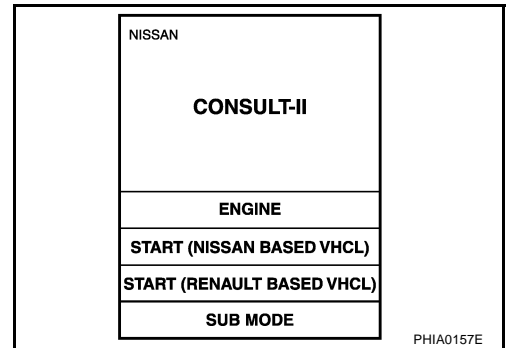 NISSAN
CONSULT-II
ENGINE
START (NISSAN BASED VHCL)
START (RENAULT BASED VHCL)
SUB MODE
PHIA0157E